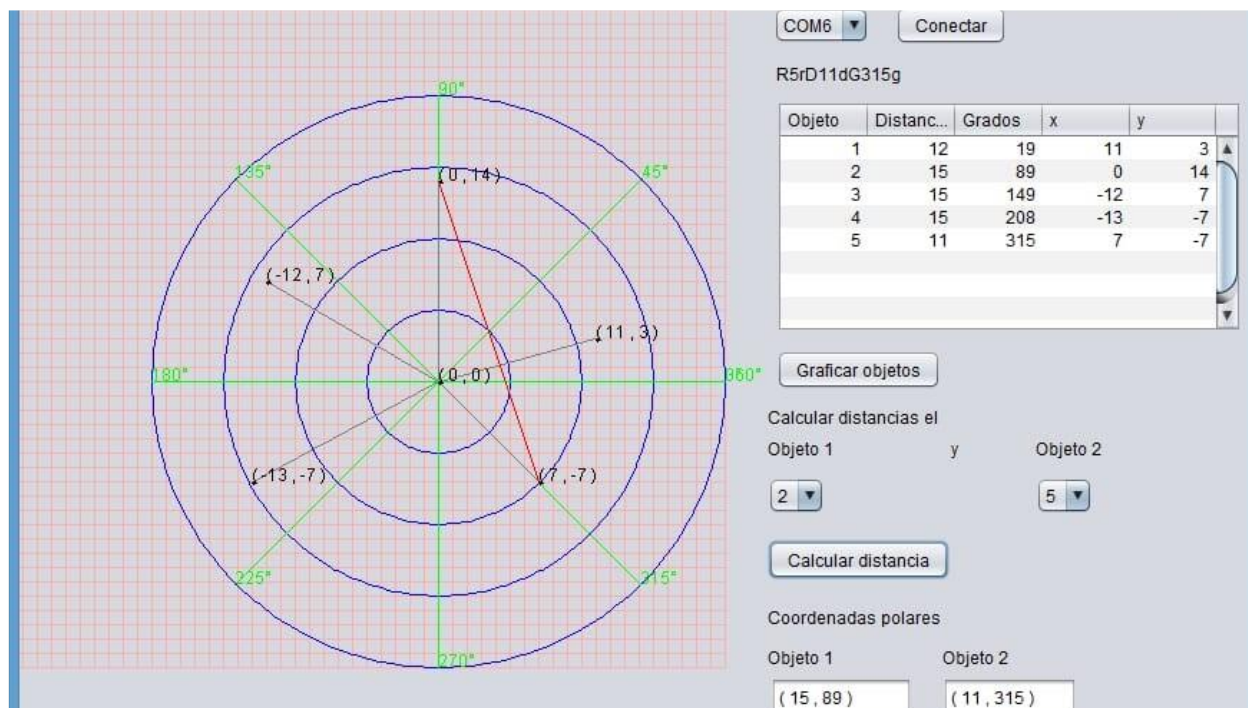 COM6 Conectar
R5rD11dG315g
Objeto Distanc... Grados x y
1 12 19 11 3
2 15 89 0 14
3 15 149 -12 7
4 15 208 -13 -7
5 11 315 7 -7
90°
135° (0,14) 45°
(-12,7)
(11,3)
180° (0,0)
(-13,-7) (7,-7)
225° 315°
270°
Graficar objetos
Calcular distancias el
Objeto 1 y Objeto 2
2 5
Calcular distancia
Coordenadas polares
Objeto 1 Objeto 2
(15,89) (11,315)